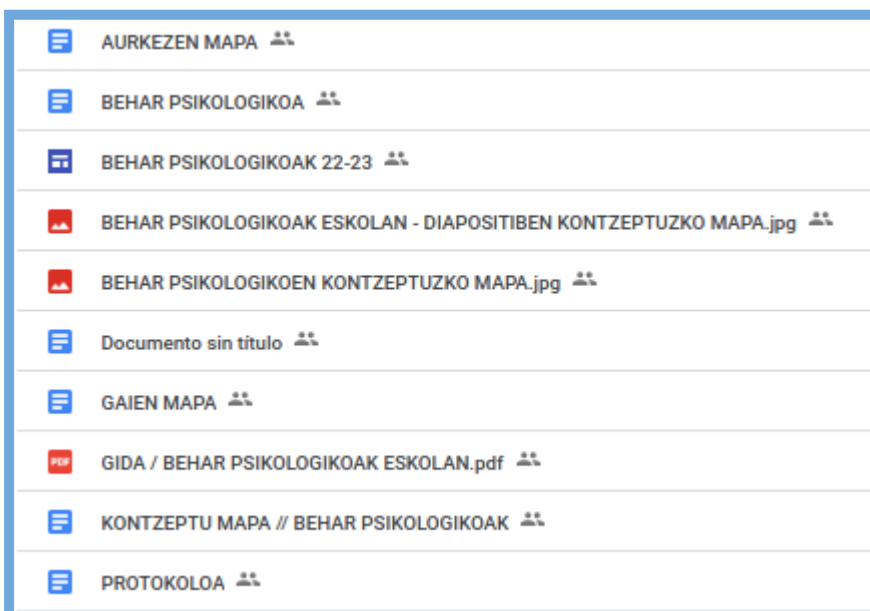 AURKEZEN MAPA
BEHAR PSIKOLOGIKOA
BEHAR PSIKOLOGIKOAK 22-23
BEHAR PSIKOLOGIKOAK ESKOLAN - DIAPOSITIBEN KONTZEPTUZKO MAPA.jpg
BEHAR PSIKOLOGIKOEN KONTZEPTUZKO MAPA.jpg
Documento sin título
GAIEN MAPA
PDF GIDA / BEHAR PSIKOLOGIKOAK ESKOLAN.pdf
KONTZEPTU MAPA // BEHAR PSIKOLOGIKOAK
PROTOKOLOA